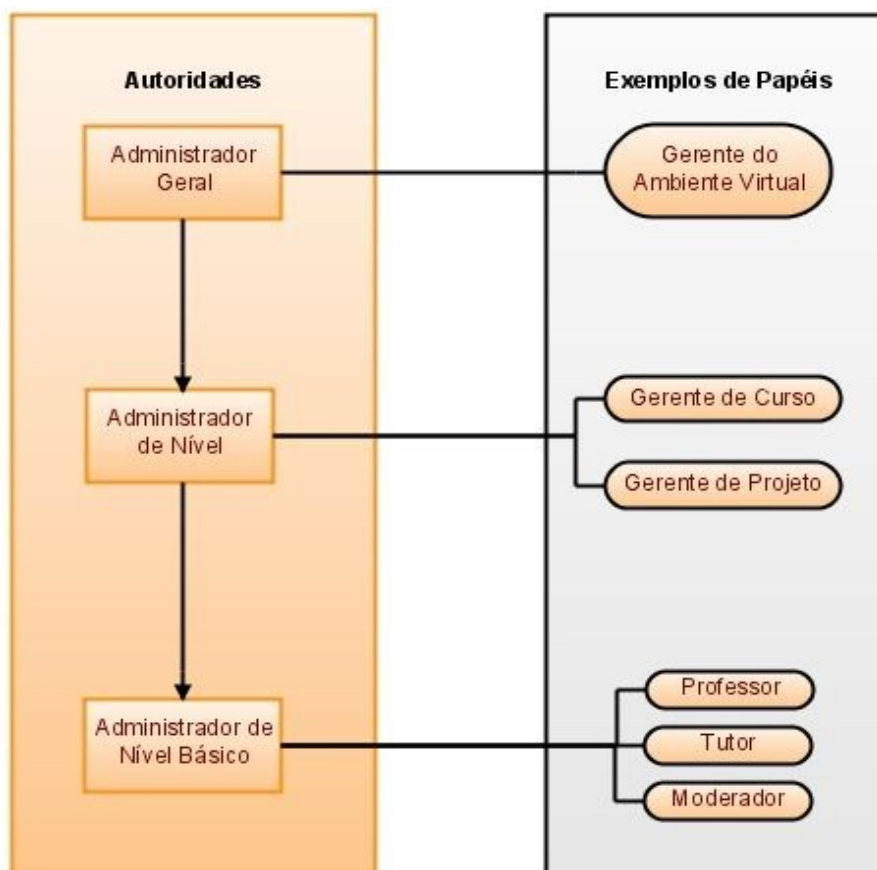 Autoridades
Exemplos de Papéis
Administrador
Geral
Gerente do
Ambiente Virtual
Administrador
de Nível
Gerente de Curso
Gerente de Projeto
Administrador de
Nível Básico
Professor
Tutor
Moderador